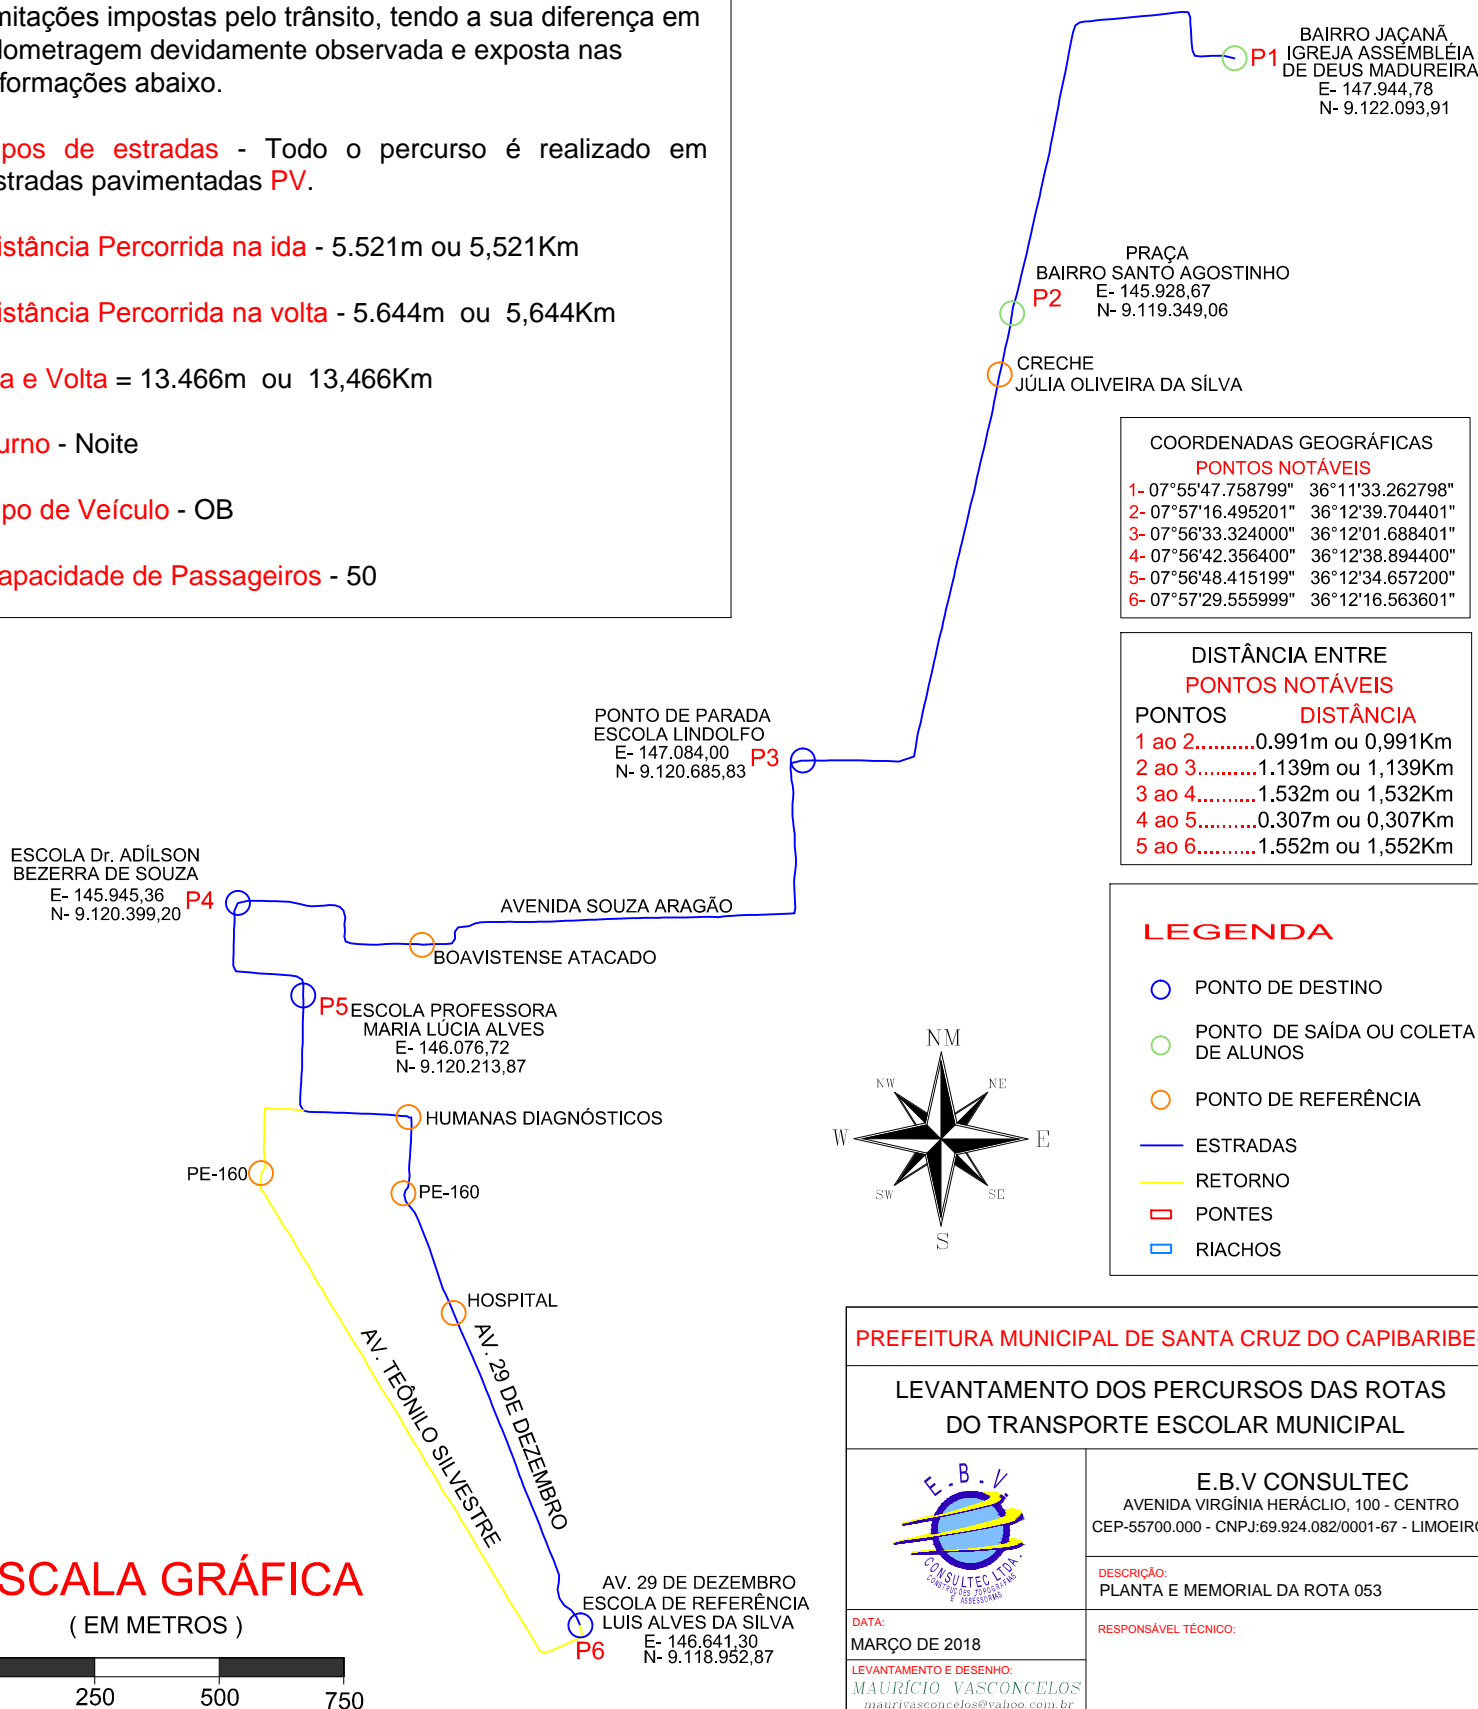 mitações impostas pelo trânsito, tendo a sua diferença em
lometragem devidamente observada e exposta nas
formações abaixo.
pos de estradas - Todo o percurso é realizado em
stradas pavimentadas PV.
istância Percorrida na ida - 5.521m ou 5,521Km
istância Percorrida na volta - 5.644m ou 5,644Km
a e Volta = 13.466m ou 13,466Km
urno - Noite
po de Veículo - OB
apacidade de Passageiros - 50
P1
BAIRRO JAÇANÃ
IGREJA ASSEMBLÉIA
DE DEUS MADUREIRA
E- 147.944,78
N- 9.122.093,91
PRAÇA
BAIRRO SANTO AGOSTINHO
E- 145.928,67
P2
N- 9.119.349,06
CRECHE
JÚLIA OLIVEIRA DA SÍLVA
COORDENADAS GEOGRÁFICAS
PONTOS NOTÁVEIS
1- 07°55'47.758799" 36°11'33.262798"
2- 07°57'16.495201" 36°12'39.704401"
3- 07°56'33.324000" 36°12'01.688401"
4- 07°56'42.356400" 36°12'38.894400"
5- 07°56'48.415199" 36°12'34.657200"
6- 07°57'29.555999" 36°12'16.563601"
DISTÂNCIA ENTRE
PONTOS NOTÁVEIS
PONTOS DISTÂNCIA
1 ao 2..........0.991m ou 0,991Km
2 ao 3..........1.139m ou 1,139Km
3 ao 4..........1.532m ou 1,532Km
4 ao 5..........0.307m ou 0,307Km
5 ao 6..........1.552m ou 1,552Km
PONTO DE PARADA
ESCOLA LINDOLFO
E- 147.084,00
P3
N- 9.120.685,83
ESCOLA Dr. ADÍLSON
BEZERRA DE SOUZA
E- 145.945,36
P4
N- 9.120.399,20
AVENIDA SOUZA ARAGÃO
BOAVISTENSE ATACADO
P5
ESCOLA PROFESSORA
MARIA LÚCIA ALVES
E- 146.076,72
N- 9.120.213,87
HUMANAS DIAGNÓSTICOS
PE-160
PE-160
HOSPITAL
AV. TEÔNILO SILVESTRE
AV. 29 DE DEZEMBRO
AV. 29 DE DEZEMBRO
ESCOLA DE REFERÊNCIA
LUIS ALVES DA SILVA
E- 146.641,30
P6
N- 9.118.952,87
NM
NW
NE
W
E
SW
SE
S
LEGENDA
PONTO DE DESTINO
PONTO DE SAÍDA OU COLETA
DE ALUNOS
PONTO DE REFERÊNCIA
ESTRADAS
RETORNO
PONTES
RIACHOS
SCALA GRÁFICA
( EM METROS )
250 500 750
PREFEITURA MUNICIPAL DE SANTA CRUZ DO CAPIBARIBE-
LEVANTAMENTO DOS PERCURSOS DAS ROTAS
DO TRANSPORTE ESCOLAR MUNICIPAL
E.B.V.
CONSULTEC LTDA.
CONSTRUÇÕES TOPOGRAFIAS
E ASSESSORIAS
E.B.V CONSULTEC
AVENIDA VIRGÍNIA HERÁCLIO, 100 - CENTRO
CEP-55700.000 - CNPJ:69.924.082/0001-67 - LIMOEIRO
DESCRIÇÃO:
PLANTA E MEMORIAL DA ROTA 053
DATA:
MARÇO DE 2018
RESPONSÁVEL TÉCNICO:
LEVANTAMENTO E DESENHO:
MAURÍCIO VASCONCELOS
maurivasconcelos@yahoo.com.br